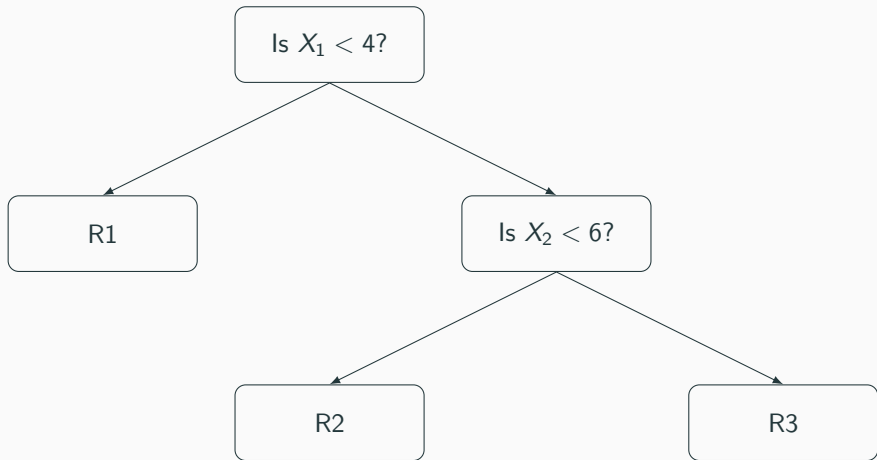 Is X₁ < 4?
R1
Is X₂ < 6?
R2
R3